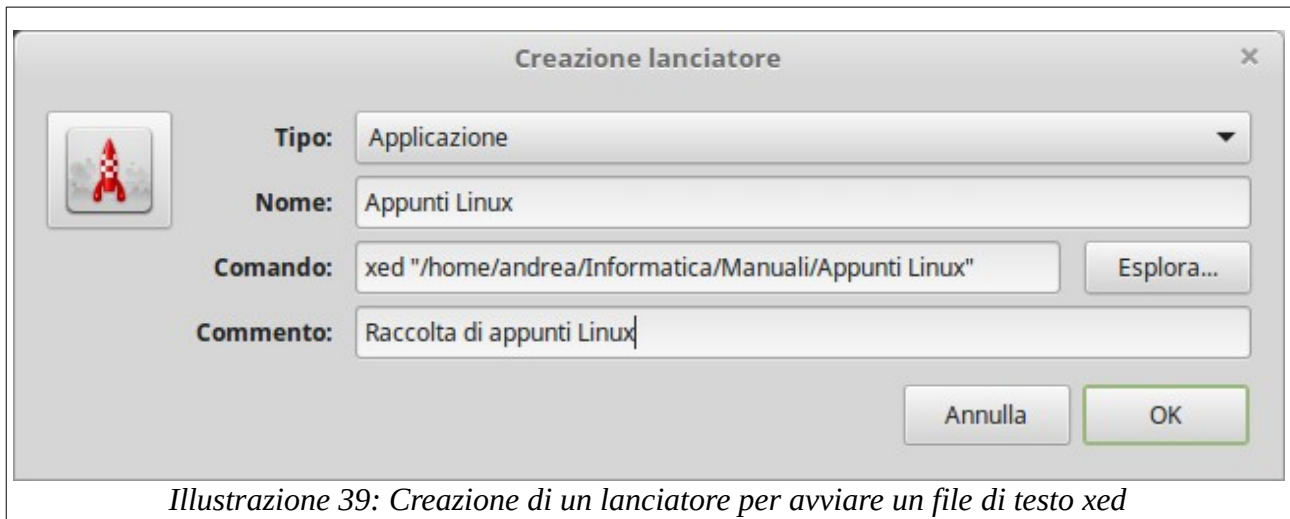 Creazione lanciatore ×
Tipo: Applicazione
Nome: Appunti Linux
Comando: xed "/home/andrea/Informatica/Manuali/Appunti Linux" Esplora...
Commento: Raccolta di appunti Linux
Annulla OK
Illustrazione 39: Creazione di un lanciatore per avviare un file di testo xed